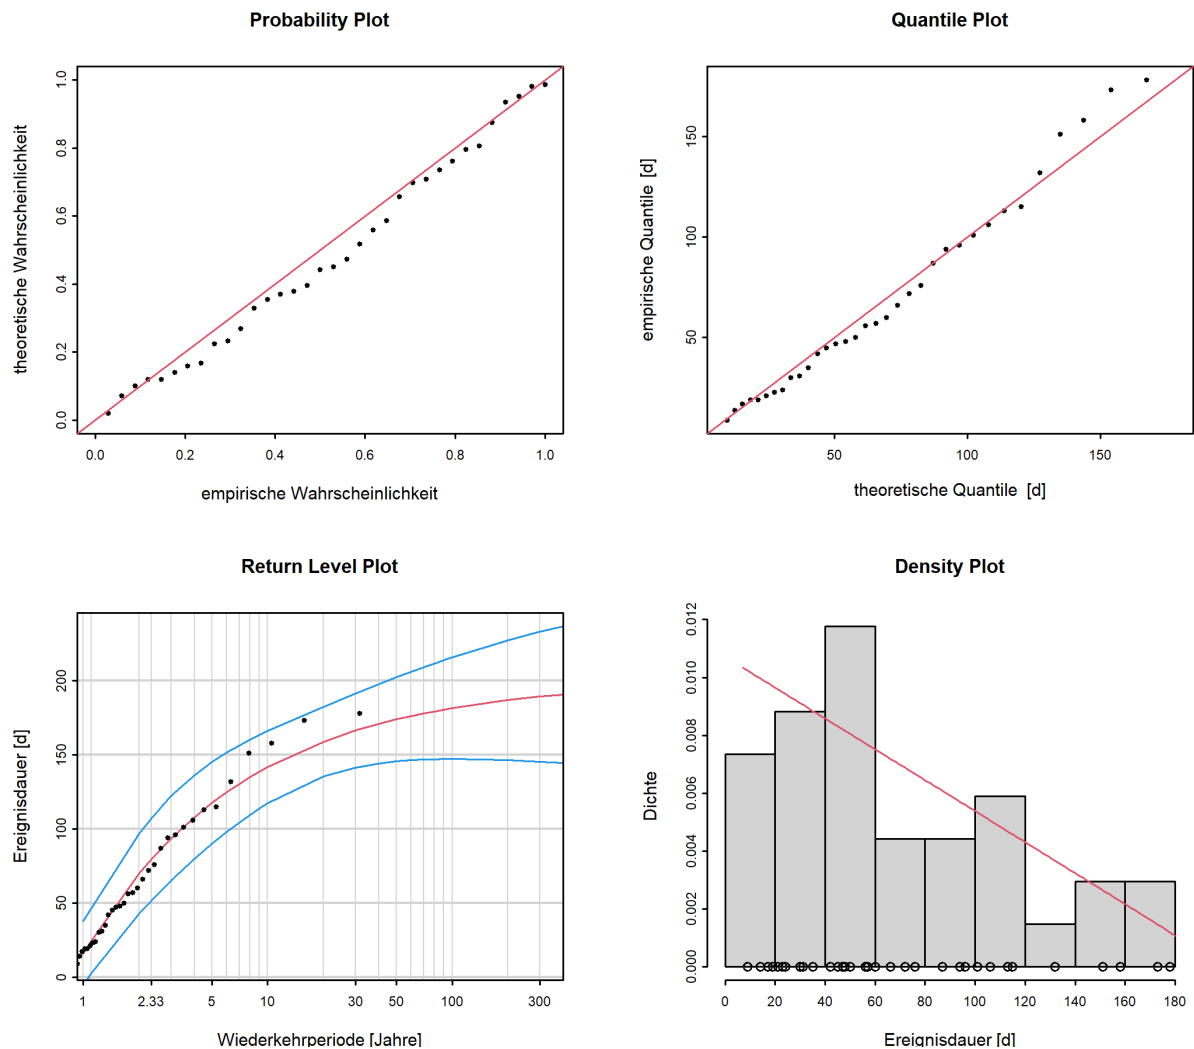 Probability Plot
theoretische Wahrscheinlichkeit
0.0 0.2 0.4 0.6 0.8 1.0
0.0 0.2 0.4 0.6 0.8 1.0
empirische Wahrscheinlichkeit
Quantile Plot
empirische Quantile [d]
50 100 150
50 100 150
theoretische Quantile [d]
Return Level Plot
Ereignisdauer [d]
0 50 100 150 200
1 2.33 5 10 30 50 100 300
Wiederkehrperiode [Jahre]
Density Plot
Dichte
0.000 0.002 0.004 0.006 0.008 0.010 0.012
0 20 40 60 80 100 120 140 160 180
Ereignisdauer [d]